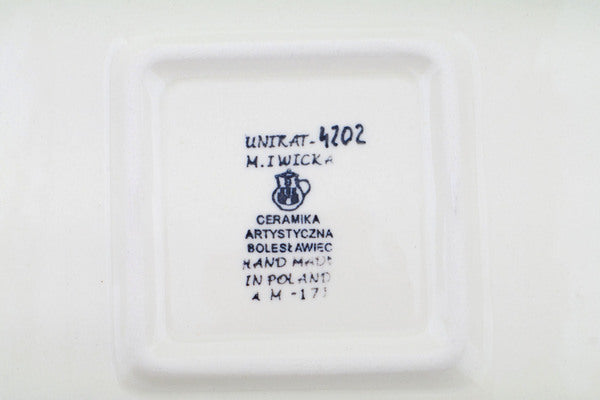 UNIKAT-4202
M.IWICKA
CERAMIKA
ARTYSTYCZNA
BOLESŁAWIEC
HAND MADE
IN POLAND